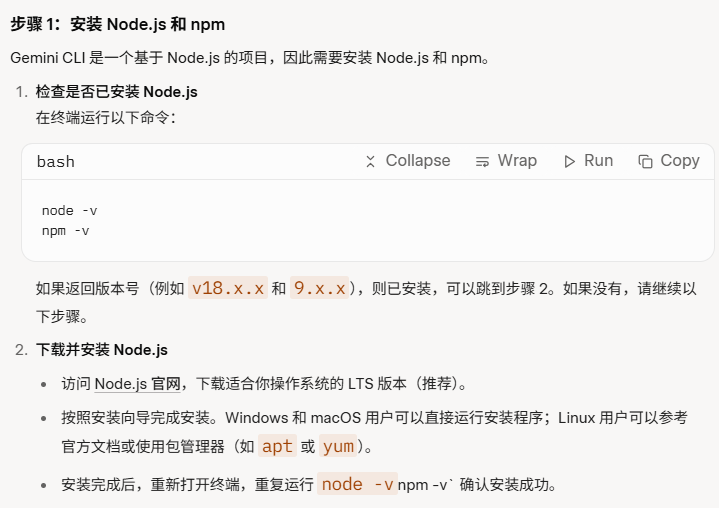 步骤 1：安装 Node.js 和 npm
Gemini CLI 是一个基于 Node.js 的项目，因此需要安装 Node.js 和 npm。
1. 检查是否已安装 Node.js
在终端运行以下命令：
bash Collapse Wrap Run Copy
node -v
npm -v
如果返回版本号（例如 v18.x.x 和 9.x.x），则已安装，可以跳到步骤 2。如果没有，请继续以
下步骤。
2. 下载并安装 Node.js
• 访问 Node.js 官网，下载适合你操作系统的 LTS 版本（推荐）。
• 按照安装向导完成安装。Windows 和 macOS 用户可以直接运行安装程序；Linux 用户可以参考
官方文档或使用包管理器（如 apt 或 yum）。
• 安装完成后，重新打开终端，重复运行 node -v npm -v` 确认安装成功。